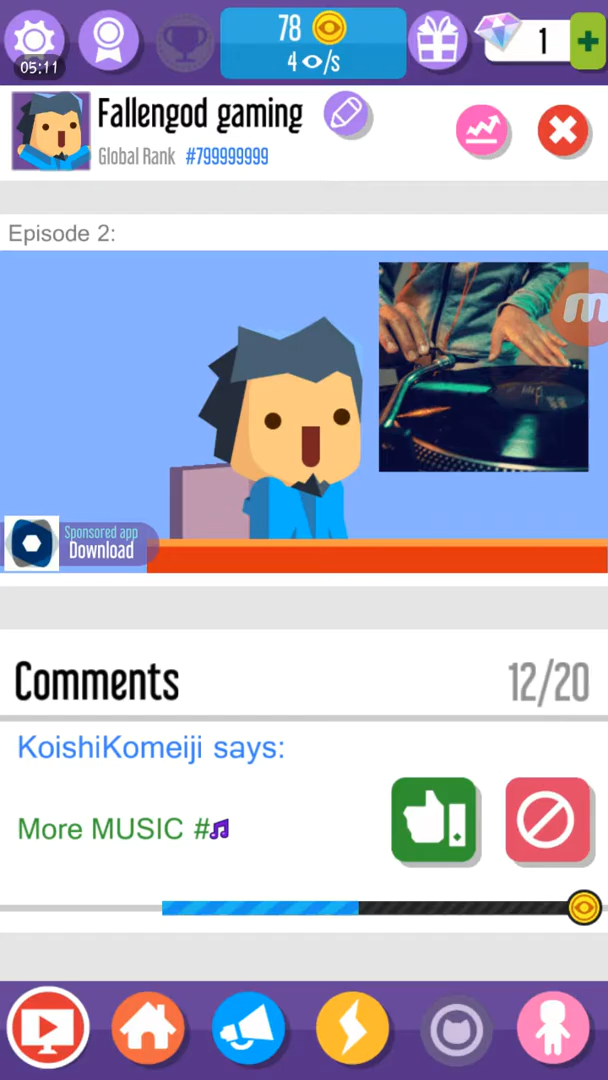 78
4 /s
1
05:11
Fallengod gaming
Global Rank #799999999
Episode 2:
Sponsored app
Download
Comments 12/20
KoishiKomeiji says:
More MUSIC #🎵